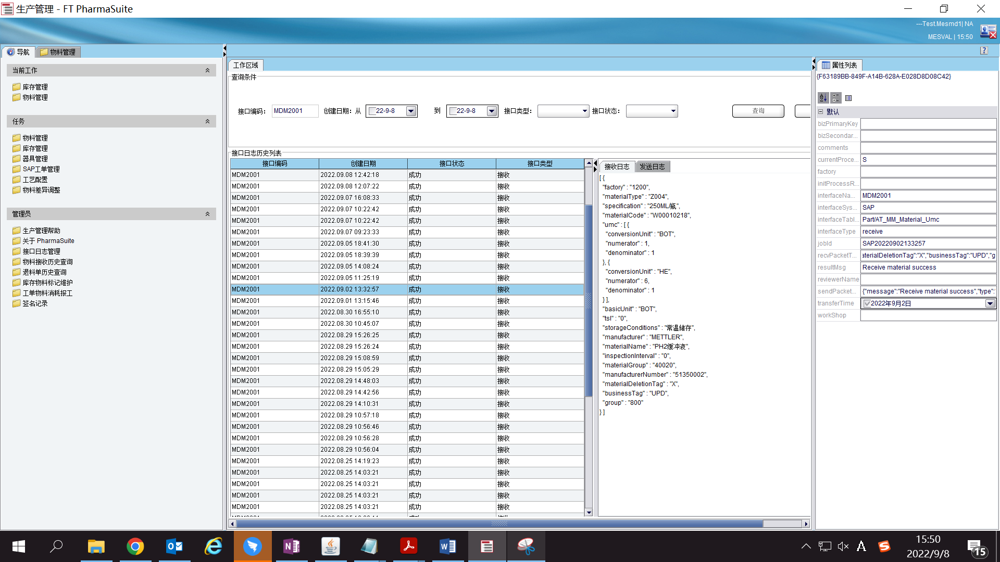 生产管理 - FT PharmaSuite
---Test.Mesmd1| NA
MESVAL | 15:50
导航
物料管理
当前工作
库存管理
物料管理
任务
物料管理
库存管理
器具管理
SAP工单管理
工艺配置
物料差异调整
管理员
生产管理帮助
关于 PharmaSuite
接口日志管理
物料接收历史查询
退料单历史查询
库存物料标记维护
工单物料消耗报工
签名记录
工作区域
查询条件
接口编码： MDM2001 创建日期：从 22-9-8 到 22-9-8 接口类型： 接口状态： 查询
接口日志历史列表
接口编码 创建日期 接口状态 接口类型
MDM2001 2022.09.08 12:42:18 成功 接收
MDM2001 2022.09.08 12:07:22 成功 接收
MDM2001 2022.09.07 16:08:33 成功 接收
MDM2001 2022.09.07 10:22:42 成功 接收
MDM2001 2022.09.07 10:22:42 成功 接收
MDM2001 2022.09.07 09:23:33 成功 接收
MDM2001 2022.09.05 18:41:30 成功 接收
MDM2001 2022.09.05 18:39:39 成功 接收
MDM2001 2022.09.05 14:08:24 成功 接收
MDM2001 2022.09.05 11:25:19 成功 接收
MDM2001 2022.09.02 13:32:57 成功 接收
MDM2001 2022.09.01 13:15:46 成功 接收
MDM2001 2022.08.30 16:55:10 成功 接收
MDM2001 2022.08.30 10:45:07 成功 接收
MDM2001 2022.08.29 15:26:25 成功 接收
MDM2001 2022.08.29 15:26:24 成功 接收
MDM2001 2022.08.29 15:08:59 成功 接收
MDM2001 2022.08.29 15:05:29 成功 接收
MDM2001 2022.08.29 14:48:03 成功 接收
MDM2001 2022.08.29 14:42:56 成功 接收
MDM2001 2022.08.29 14:10:31 成功 接收
MDM2001 2022.08.29 10:57:18 成功 接收
MDM2001 2022.08.29 10:56:46 成功 接收
MDM2001 2022.08.29 10:56:28 成功 接收
MDM2001 2022.08.29 10:56:04 成功 接收
MDM2001 2022.08.25 14:19:23 成功 接收
MDM2001 2022.08.25 14:03:21 成功 接收
MDM2001 2022.08.25 14:03:21 成功 接收
MDM2001 2022.08.25 14:03:21 成功 接收
MDM2001 2022.08.25 14:03:21 成功 接收
接收日志 发送日志
[ {
"factory" : "1200",
"materialType" : "Z004",
"specification" : "250ML/瓶",
"materialCode" : "W00010218",
"umc" : [ {
"conversionUnit" : "BOT",
"numerator" : 1,
"denominator" : 1
}, {
"conversionUnit" : "HE",
"numerator" : 6,
"denominator" : 1
} ],
"basicUnit" : "BOT",
"tsl" : "0",
"storageConditions" : "常温储存",
"manufacturer" : "METTLER",
"materialName" : "PH2缓冲液",
"inspectionInterval" : "0",
"materialGroup" : "40020",
"manufacturerNumber" : "51350002",
"materialDeletionTag" : "X",
"businessTag" : "UPD",
"group" : "800"
} ]
属性列表
{F63189BB-849F-A14B-628A-E028D8D08C42}
默认
bizPrimaryKey
bizSecondar...
comments
currentProce... S
factory
initProcessR...
interfaceNa... MDM2001
interfaceSys... SAP
interfaceTabl... Part/AT_MM_Material_Umc
interfaceType receive
jobId SAP20220902133257
recvPacketT... aterialDeletionTag":"X","businessTag":"UPD","g
resultMsg Receive material success
reviewerName
sendPacket... {"message":"Receive material success","type":"
transferTime 2022年9月2日
workShop
15:50
2022/9/8
15